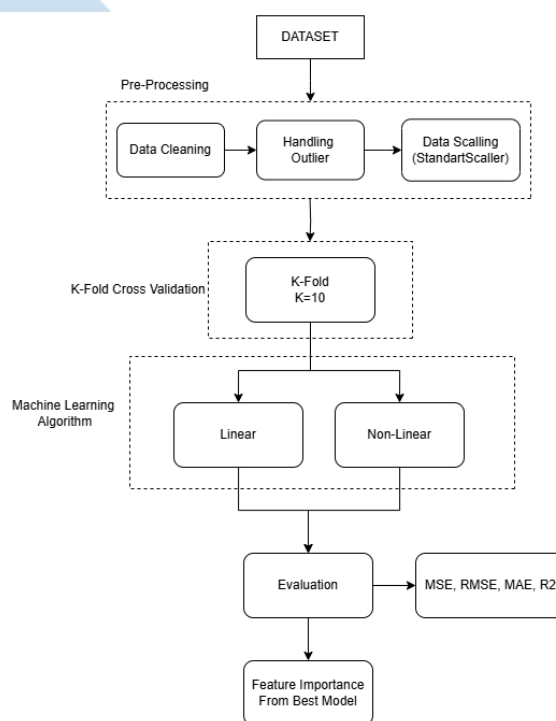 DATASET
Pre-Processing
Data Cleaning
Handling
Outlier
Data Scalling
(StandartScaller)
K-Fold Cross Validation
K-Fold
K=10
Machine Learning
Algorithm
Linear
Non-Linear
Evaluation
MSE, RMSE, MAE, R2
Feature Importance
From Best Model